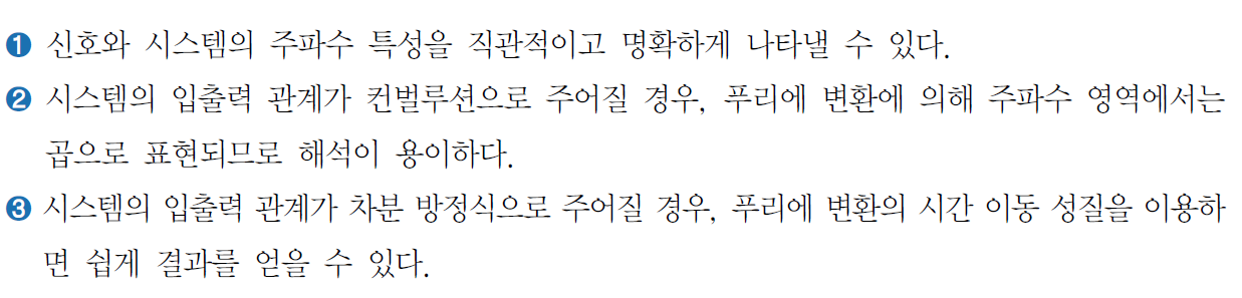 ❶ 신호와 시스템의 주파수 특성을 직관적이고 명확하게 나타낼 수 있다.
❷ 시스템의 입출력 관계가 컨벌루션으로 주어질 경우, 푸리에 변환에 의해 주파수 영역에서는
곱으로 표현되므로 해석이 용이하다.
❸ 시스템의 입출력 관계가 차분 방정식으로 주어질 경우, 푸리에 변환의 시간 이동 성질을 이용하
면 쉽게 결과를 얻을 수 있다.